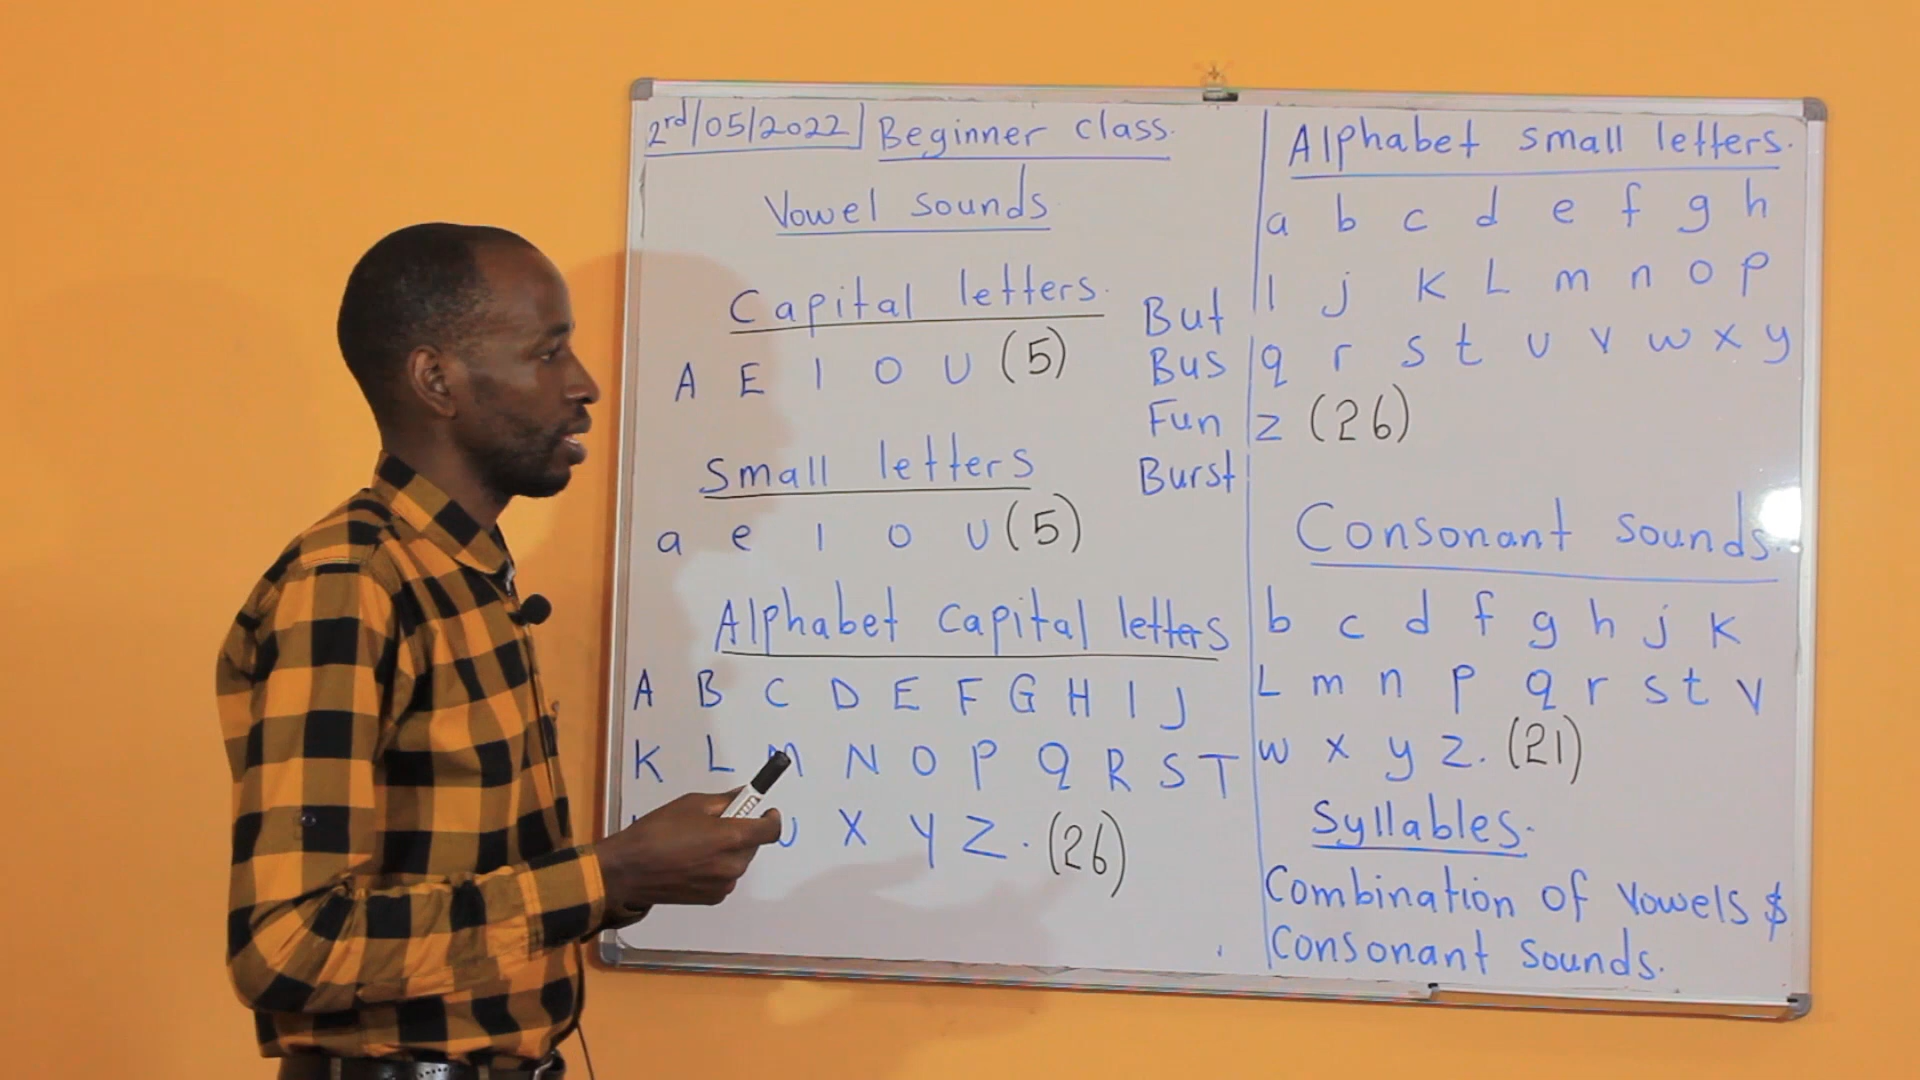 2rd/05/2022 Beginner class.
Vowel sounds
Capital letters.
A E I O U (5)
Small letters
a e I o u (5)
Alphabet capital letters
A B C D E F G H I J
K L M N O P Q R S T
X Y Z. (26)
But
Bus
Fun
Burst
Alphabet small letters.
a b c d e f g h
I j k L m n o p
q r s t u v w x y
z (26)
Consonant sounds.
b c d f g h j k
L m n p q r s t v
w x y z. (21)
Syllables.
Combination of vowels $
Consonant sounds.